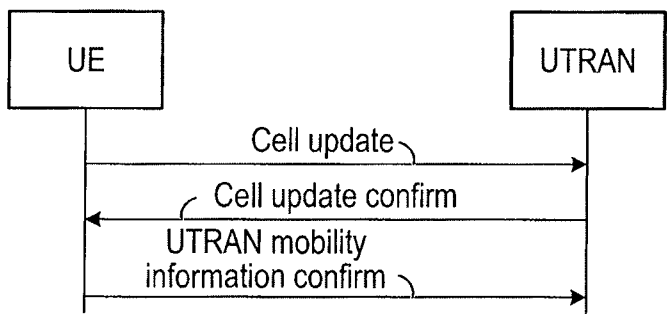 UE
UTRAN
Cell update
Cell update confirm
UTRAN mobility
information confirm